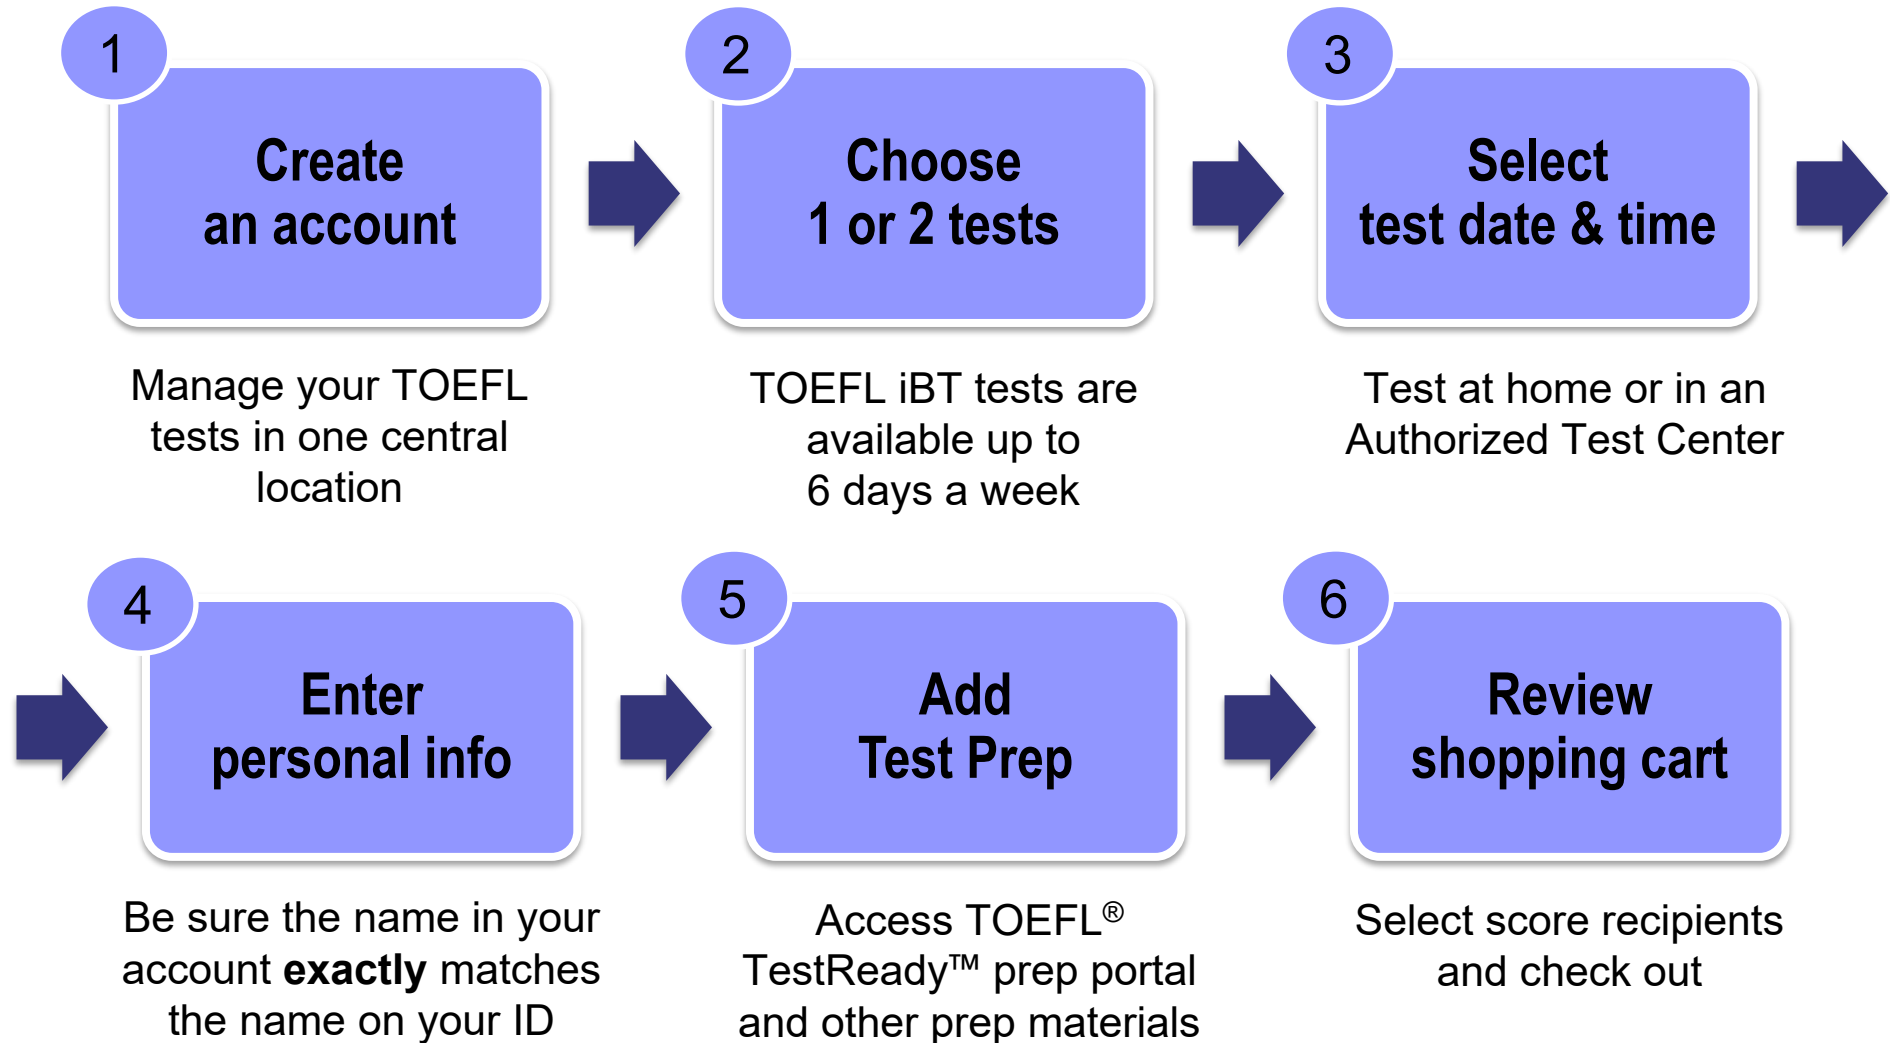 1
Create
an account
Manage your TOEFL
tests in one central
location
2
Choose
1 or 2 tests
TOEFL iBT tests are
available up to
6 days a week
3
Select
test date & time
Test at home or in an
Authorized Test Center
4
Enter
personal info
Be sure the name in your
account exactly matches
the name on your ID
5
Add
Test Prep
Access TOEFL®
TestReady™ prep portal
and other prep materials
6
Review
shopping cart
Select score recipients
and check out